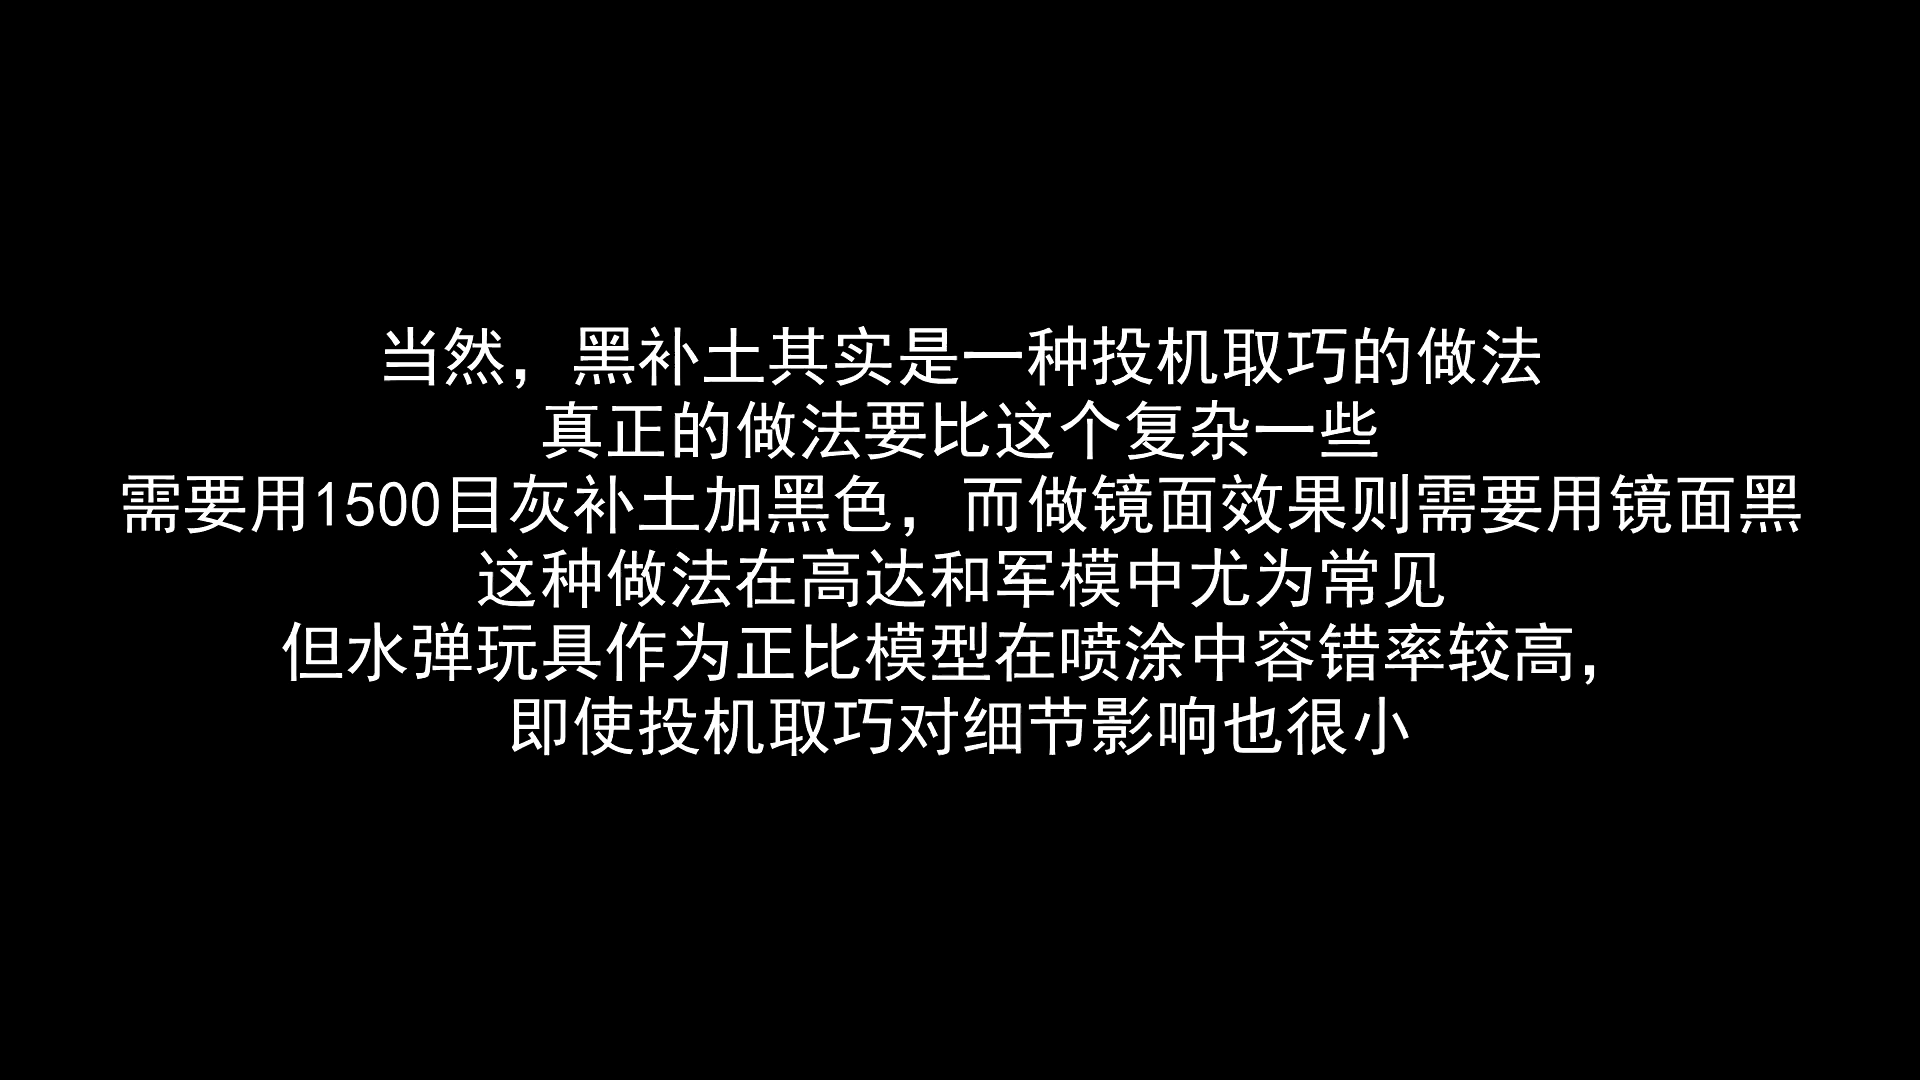 当然，黑补土其实是一种投机取巧的做法
真正的做法要比这个复杂一些
需要用1500目灰补土加黑色，而做镜面效果则需要用镜面黑
这种做法在高达和军模中尤为常见
但水弹玩具作为正比模型在喷涂中容错率较高，
即使投机取巧对细节影响也很小